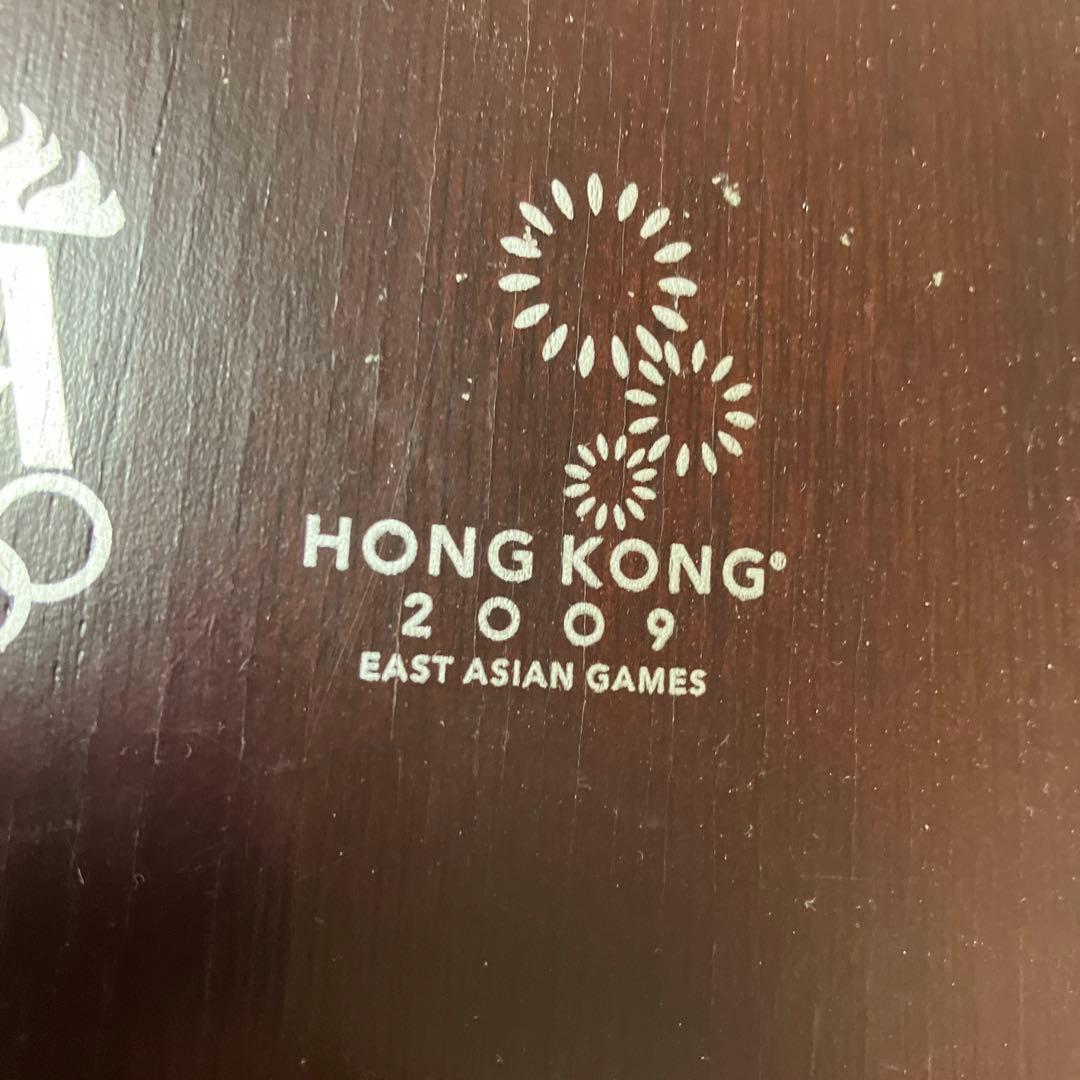 HONG KONG®
2009
EAST ASIAN GAMES